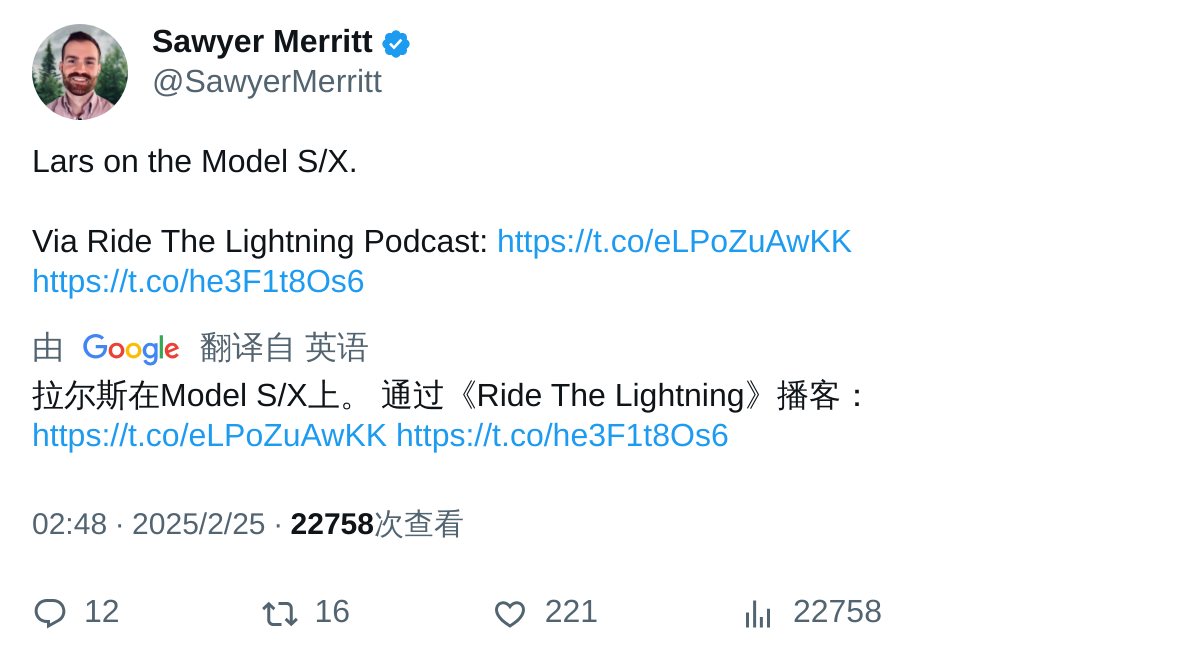 Sawyer Merritt
@SawyerMerritt
Lars on the Model S/X.
Via Ride The Lightning Podcast: https://t.co/eLPoZuAwKK
https://t.co/he3F1t8Os6
由 Google 翻译自 英语
拉尔斯在Model S/X上。 通过《Ride The Lightning》播客：
https://t.co/eLPoZuAwKK https://t.co/he3F1t8Os6
02:48 · 2025/2/25 · 22758次查看
12 16 221 22758